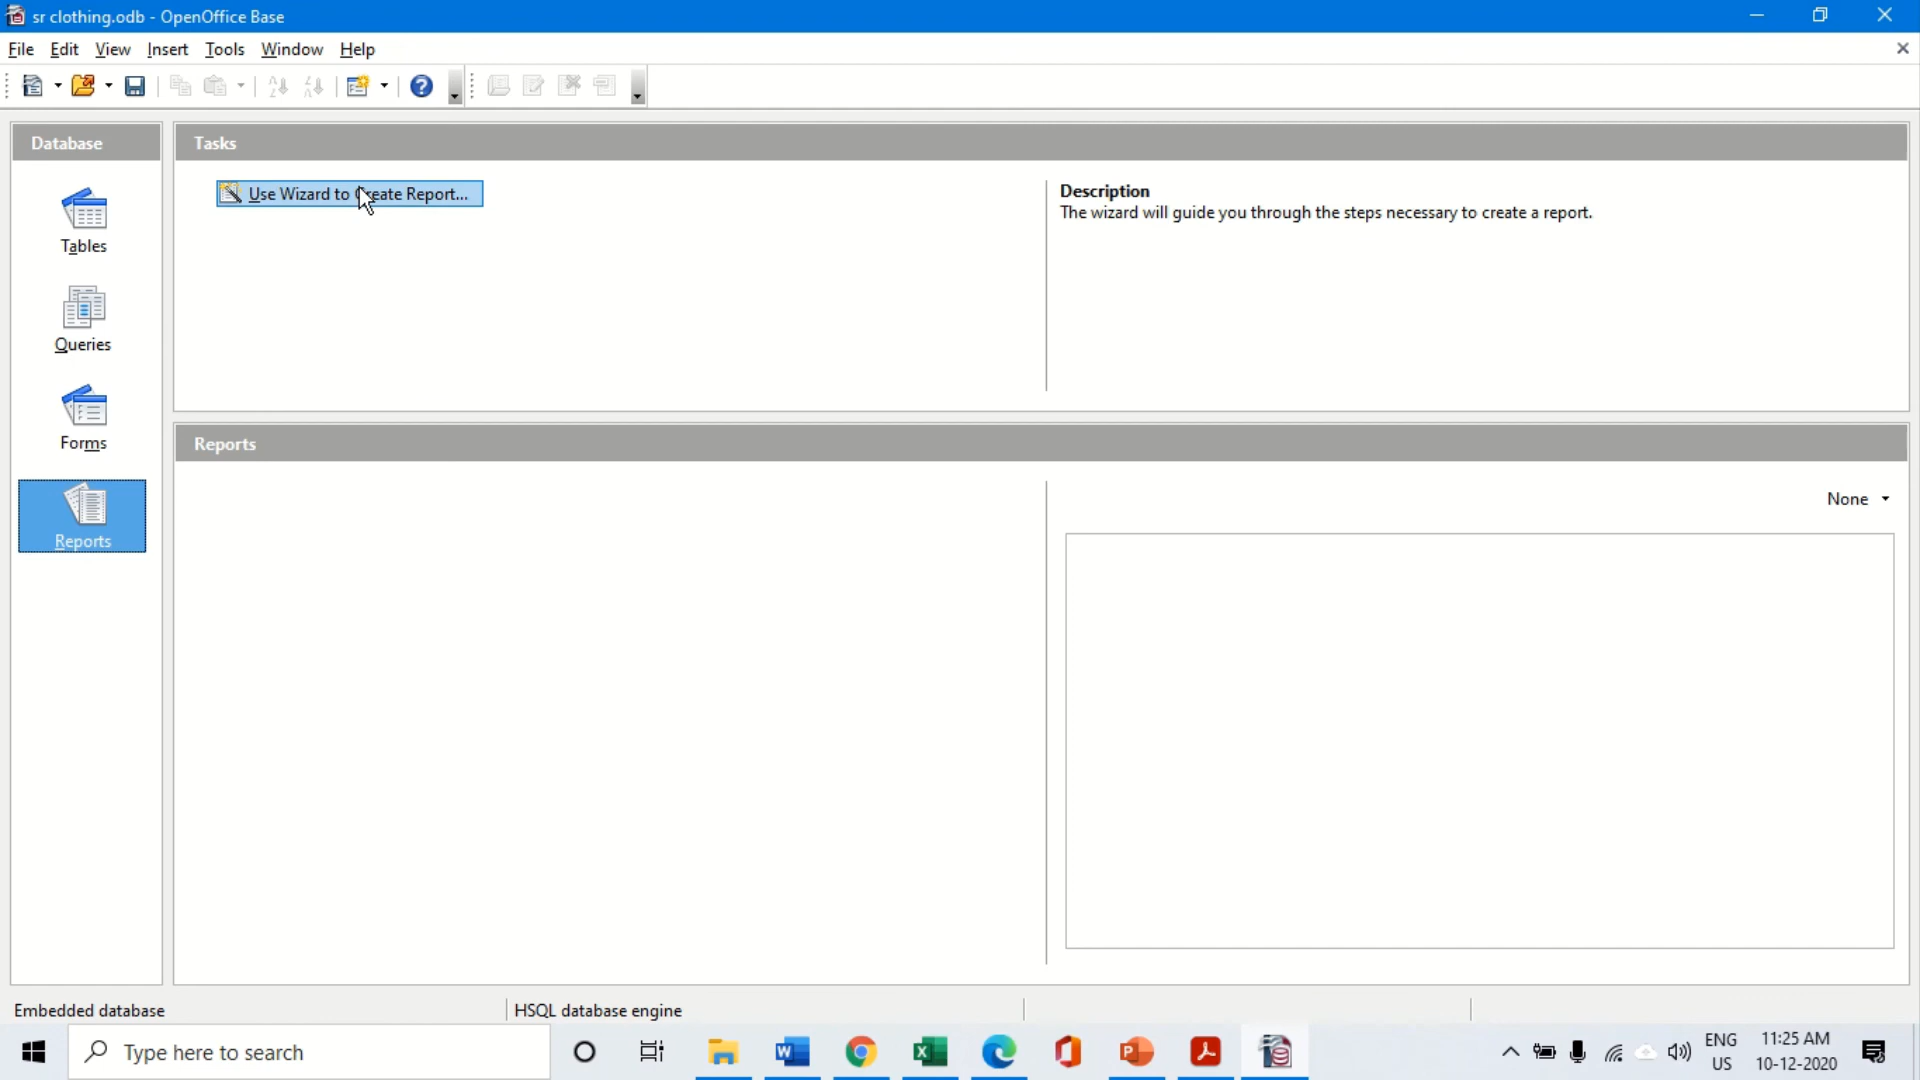 sr clothing.odb - OpenOffice Base
File Edit View Insert Tools Window Help
Database
Tables
Queries
Forms
Reports
Tasks
Use Wizard to Create Report...
Description
The wizard will guide you through the steps necessary to create a report.
Reports
None
Embedded database
HSQL database engine
Type here to search
ENG
US
11:25 AM
10-12-2020